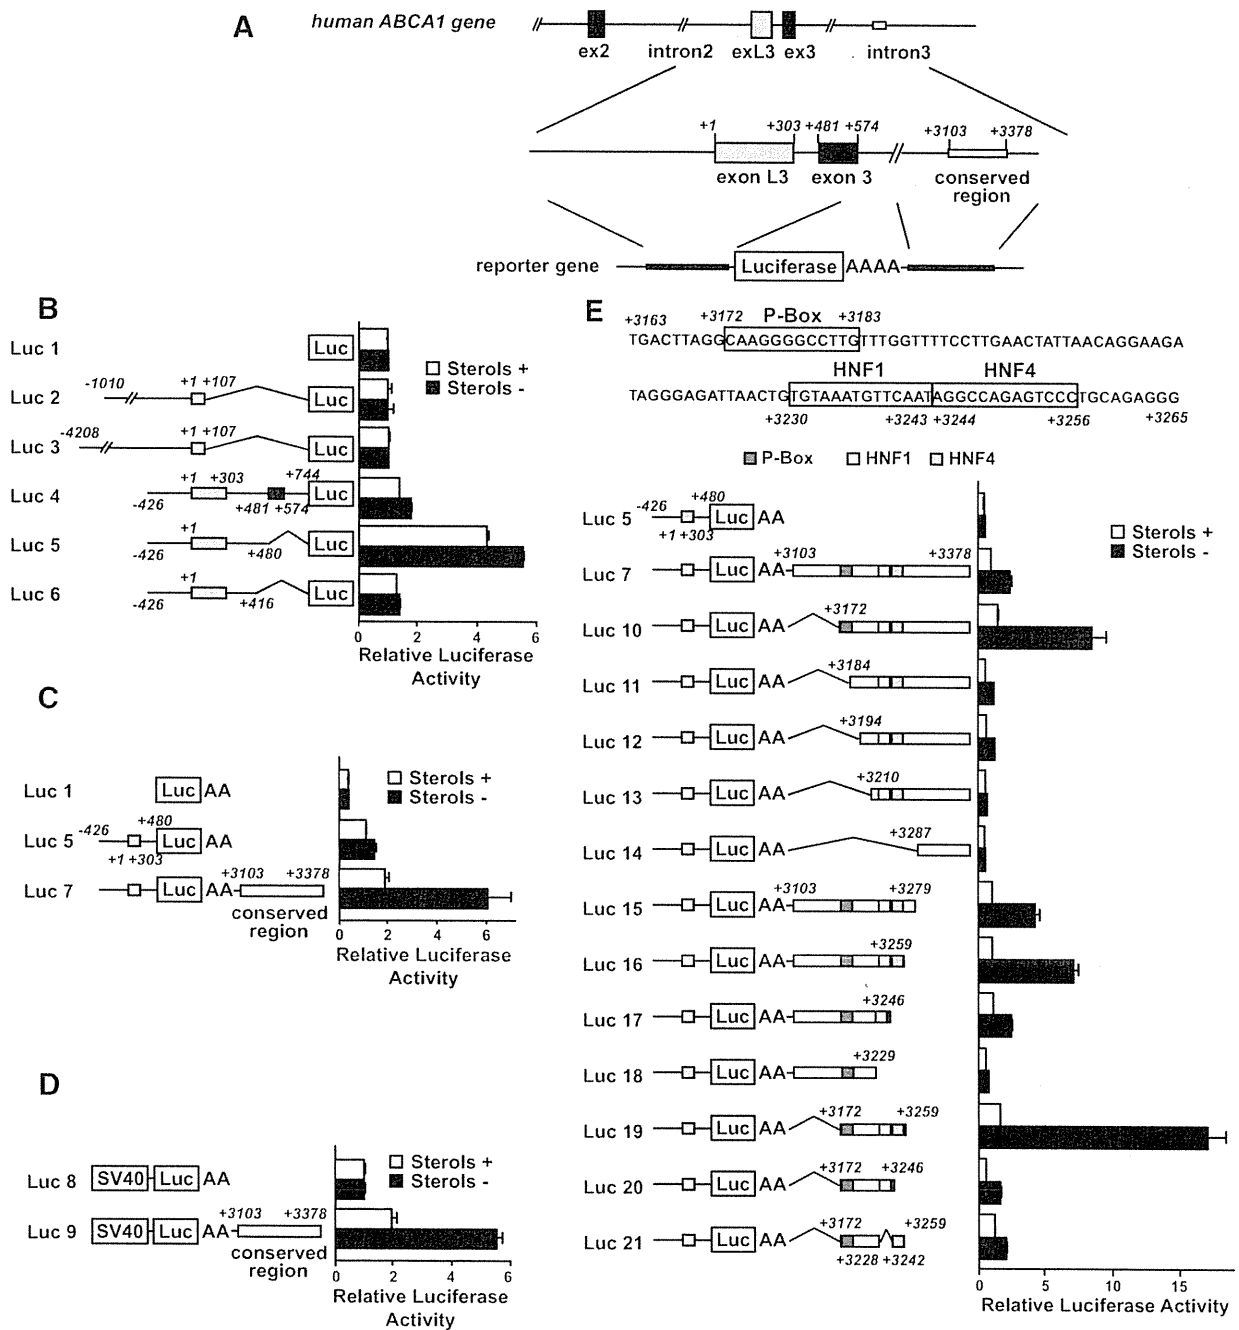 A
human ABCA1 gene
ex2 intron2 exL3 ex3 intron3
+1 +303 +481 +574 +3103 +3378
exon L3 exon 3 conserved region
reporter gene Luciferase AAAA
B
Sterols +
Sterols -
Luc 1 Luc
Luc 2 -1010 +1 +107 Luc
Luc 3 -4208 +1 +107 Luc
Luc 4 -426 +1 +303 +481 +574 +744 Luc
Luc 5 -426 +1 +480 Luc
Luc 6 -426 +1 +416 Luc
0 2 4 6
Relative Luciferase
Activity
C
Sterols +
Sterols -
Luc 1 Luc AA
Luc 5 -426 +480 Luc AA
+1 +303
Luc 7 Luc AA +3103 +3378
conserved
region
0 2 4 6
Relative Luciferase
Activity
D
Sterols +
Sterols -
Luc 8 SV40 Luc AA
Luc 9 SV40 Luc AA +3103 +3378
conserved
region
0 2 4 6
Relative Luciferase
Activity
E
+3163 +3172 P-Box +3183
TGACTTAGGCAAGGGGCCTTGTTTGGTTTTCCTTGAACTATTAACAGGAAGA
HNF1 HNF4
TAGGGAGATTAACTGTGTAAATGTTCAATAGGCCAGAGTCCCTGCAGAGGG
+3230 +3243 +3244 +3256 +3265
P-Box HNF1 HNF4
Sterols +
Sterols -
Luc 5 -426 +480 Luc AA
+1 +303
Luc 7 Luc AA +3103 +3378
Luc 10 Luc AA +3172
Luc 11 Luc AA +3184
Luc 12 Luc AA +3194
Luc 13 Luc AA +3210
Luc 14 Luc AA +3287
Luc 15 Luc AA +3103 +3279
Luc 16 Luc AA +3259
Luc 17 Luc AA +3246
Luc 18 Luc AA +3229
Luc 19 Luc AA +3172 +3259
Luc 20 Luc AA +3172 +3246
Luc 21 Luc AA +3172 +3259
+3228 +3242
0 5 10 15
Relative Luciferase Activity